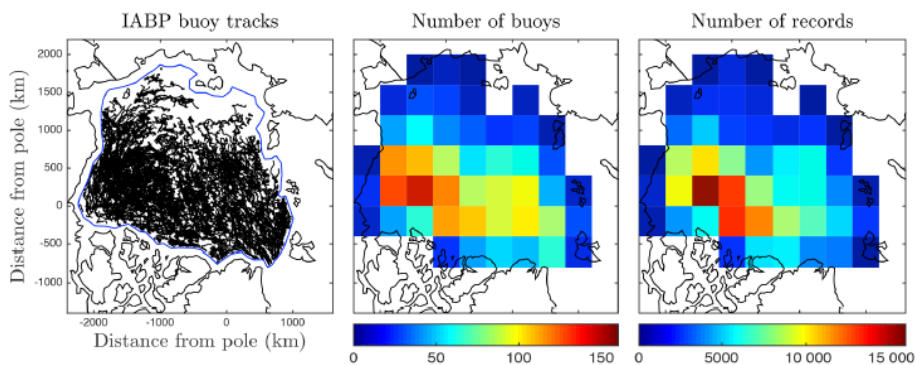 IABP buoy tracks
Number of buoys
Number of records
Distance from pole (km)
2000
1500
1000
500
0
-500
-1000
-2000 -1000 0 1000
Distance from pole (km)
0 50 100 150
0 5000 10 000 15 000